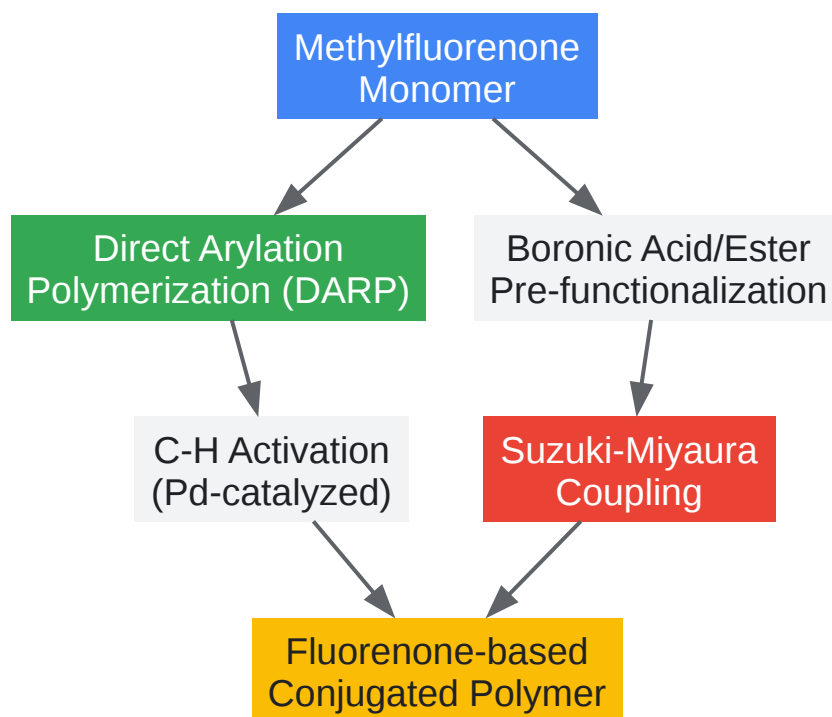 Methylfluorenone
Monomer
Direct Arylation
Polymerization (DARP)
Boronic Acid/Ester
Pre-functionalization
C-H Activation
(Pd-catalyzed)
Suzuki-Miyaura
Coupling
Fluorenone-based
Conjugated Polymer